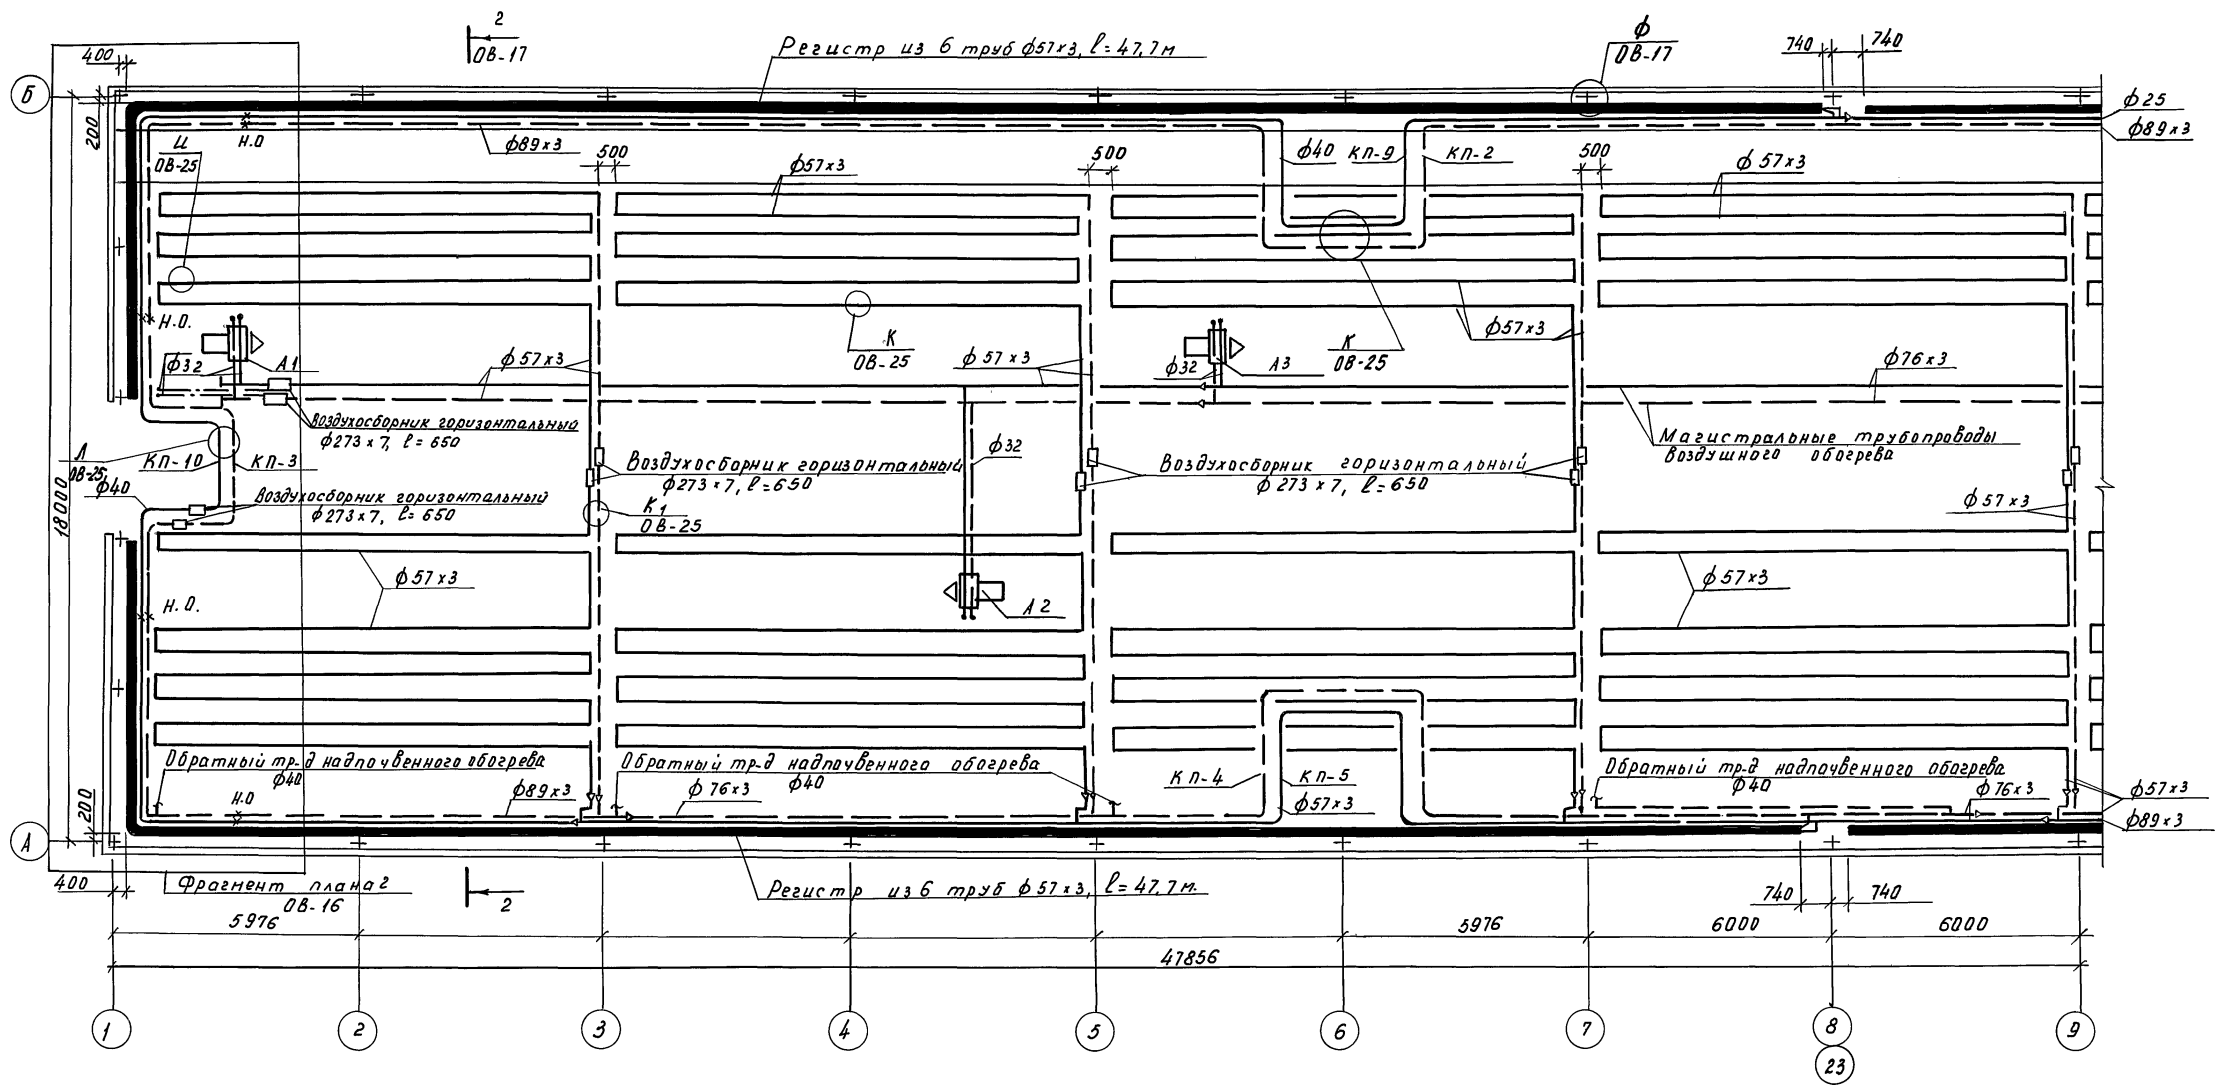 2
ОВ-17
Регистр из 6 труб ф57х3, l=47,7м
Ф
ОВ-17
740
740
400
Б
200
ф25
ф89х3
Н.О
И
ОВ-25
ф89х3
500
ф57х3
500
ф40
КП-9
КП-2
500
ф57х3
Н.О.
ф32
А1
ф57х3
К
ОВ-25
ф57х3
ф32
А3
К
ОВ-25
ф57х3
ф76х3
Воздухосборник горизонтальный
ф273х7, l=650
Л
ОВ-25
КП-10
КП-3
ф40
Воздухосборник горизонтальный
ф273х7, l=650
Воздухосборник горизонтальный
ф273х7, l=650
К1
ОВ-25
ф32
Воздухосборник горизонтальный
ф273х7, l=650
Магистральные трубопроводы
воздушного обогрева
ф57х3
18000
ф57х3
Н.О.
А2
ф57х3
Обратный тр-д надпочвенного обогрева
ф40
Н.О
ф89х3
Обратный тр-д надпочвенного обогрева
ф40
ф76х3
КП-4
КП-5
ф57х3
Обратный тр-д надпочвенного обогрева
ф40
ф76х3
ф57х3
ф89х3
200
А
400
Фрагмент плана 2
ОВ-16
2
Регистр из 6 труб ф57х3, l=47,7м.
740
740
5976
5976
6000
6000
47856
1
2
3
4
5
6
7
8
9
23